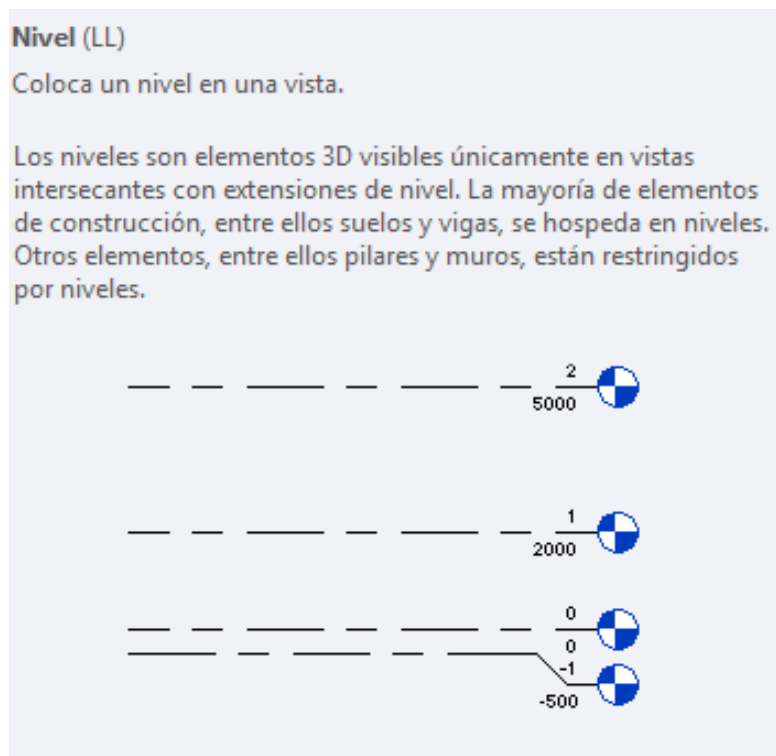 Nivel (LL)
Coloca un nivel en una vista.
Los niveles son elementos 3D visibles únicamente en vistas
intersecantes con extensiones de nivel. La mayoría de elementos
de construcción, entre ellos suelos y vigas, se hospeda en niveles.
Otros elementos, entre ellos pilares y muros, están restringidos
por niveles.
2
5000
1
2000
0
0
-1
-500